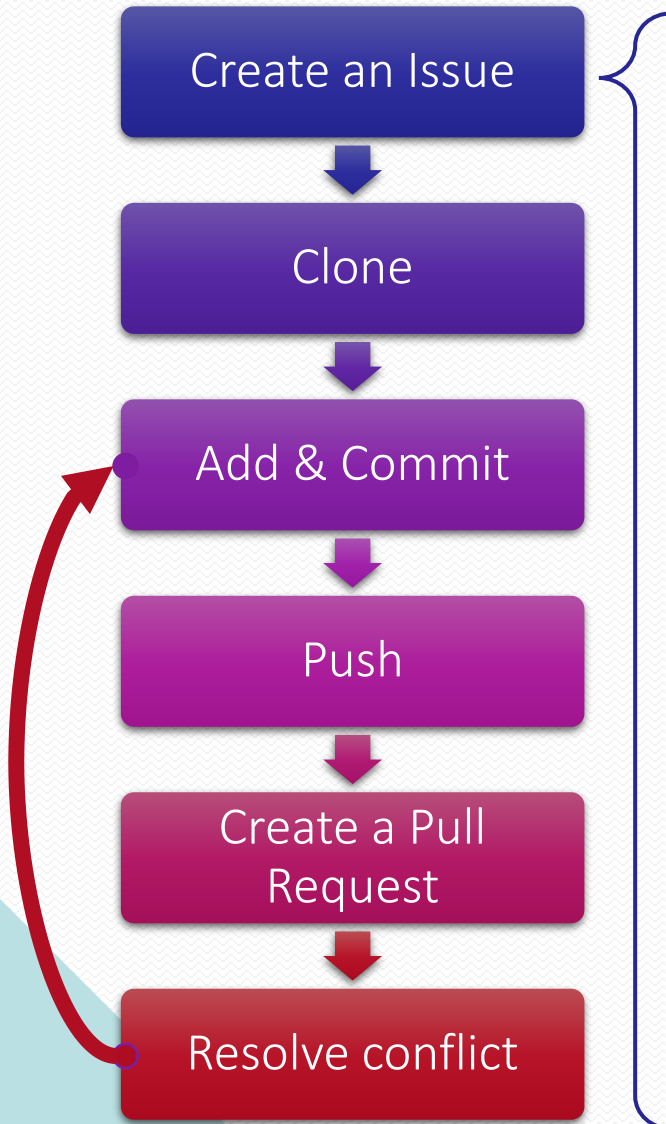 Create an Issue
Clone
Add & Commit
Push
Create a Pull
Request
Resolve conflict